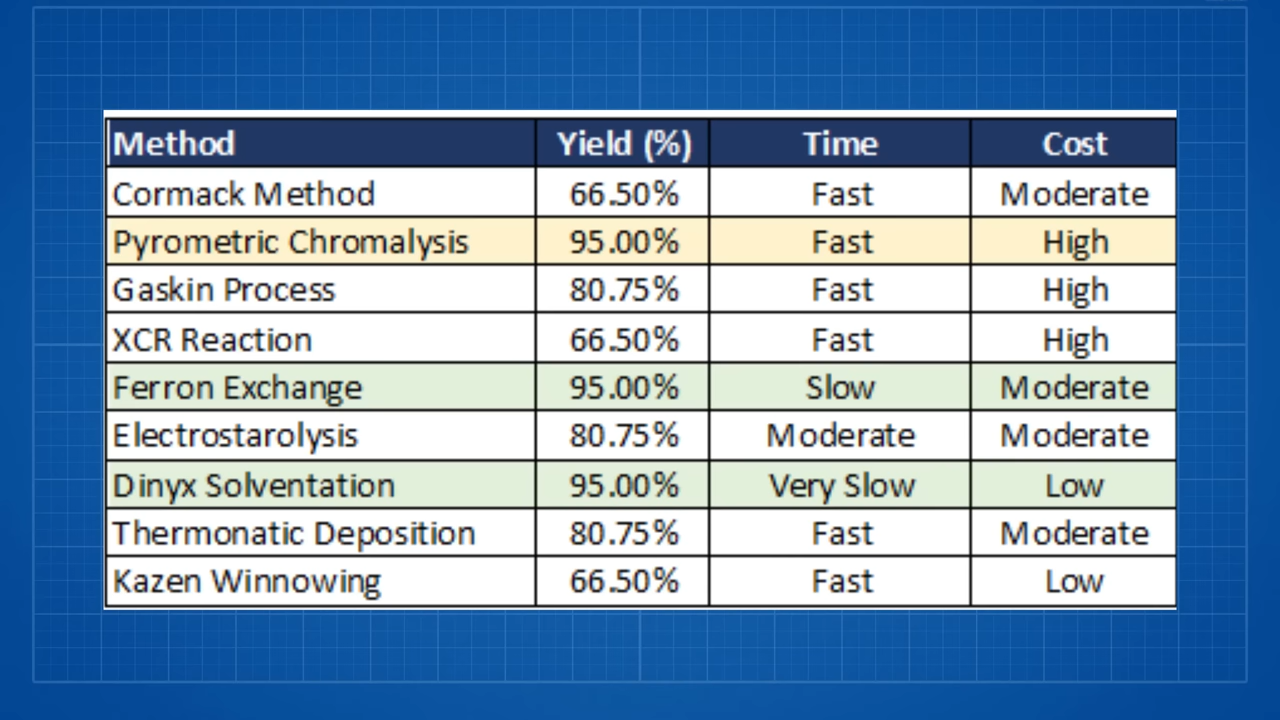 Method Yield (%) Time Cost
Cormack Method 66.50% Fast Moderate
Pyrometric Chromalysis 95.00% Fast High
Gaskin Process 80.75% Fast High
XCR Reaction 66.50% Fast High
Ferron Exchange 95.00% Slow Moderate
Electrostarolysis 80.75% Moderate Moderate
Dinyx Solventation 95.00% Very Slow Low
Thermonatic Deposition 80.75% Fast Moderate
Kazen Winnowing 66.50% Fast Low